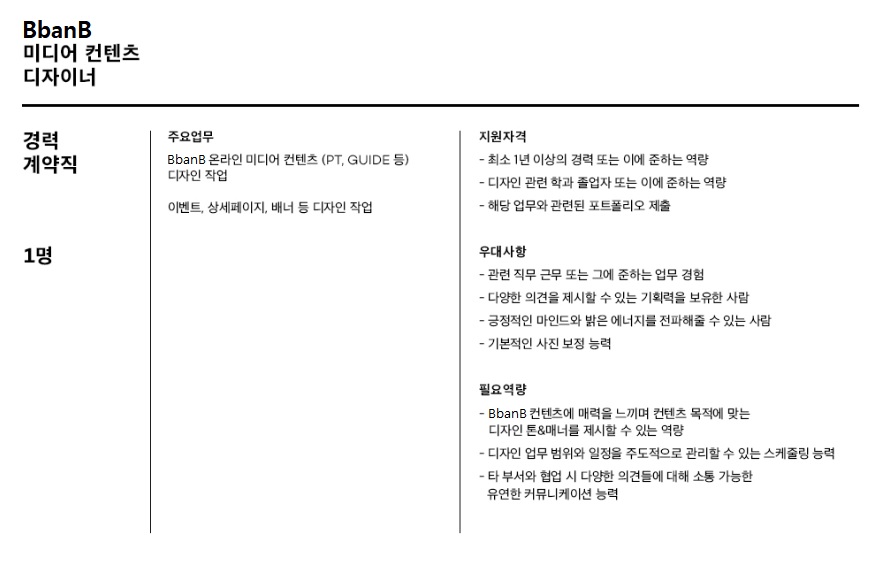 BbanB
미디어 컨텐츠
디자이너
경력
계약직
1명
주요업무
BbanB 온라인 미디어 컨텐츠 (PT, GUIDE 등)
디자인 작업
이벤트, 상세페이지, 배너 등 디자인 작업
지원자격
- 최소 1년 이상의 경력 또는 이에 준하는 역량
- 디자인 관련 학과 졸업자 또는 이에 준하는 역량
- 해당 업무와 관련된 포트폴리오 제출
우대사항
- 관련 직무 근무 또는 그에 준하는 업무 경험
- 다양한 의견을 제시할 수 있는 기획력을 보유한 사람
- 긍정적인 마인드와 밝은 에너지를 전파해줄 수 있는 사람
- 기본적인 사진 보정 능력
필요역량
- BbanB 컨텐츠에 매력을 느끼며 컨텐츠 목적에 맞는
디자인 톤&매너를 제시할 수 있는 역량
- 디자인 업무 범위와 일정을 주도적으로 관리할 수 있는 스케줄링 능력
- 타 부서와 협업 시 다양한 의견들에 대해 소통 가능한
유연한 커뮤니케이션 능력